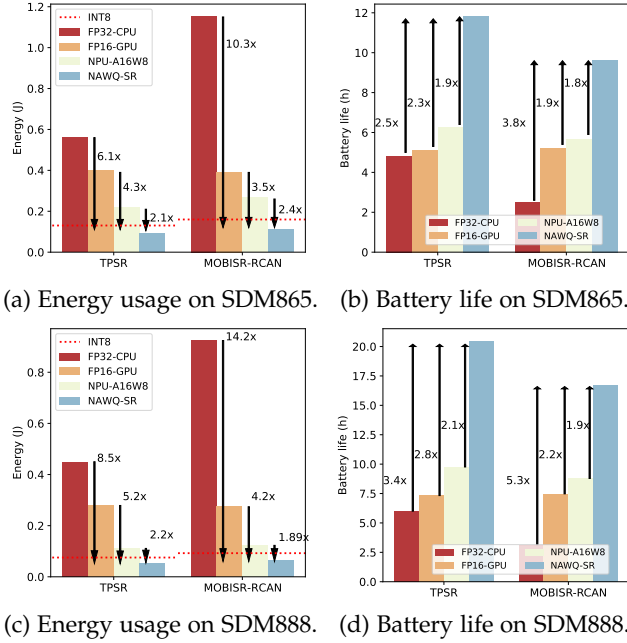 1.2
1.0
0.8
0.6
0.4
0.2
0.0
Energy (J)
INT8
FP32-CPU
FP16-GPU
NPU-A16W8
NAWQ-SR
6.1x
4.3x
2.1x
10.3x
3.5x
2.4x
TPSR
MOBISR-RCAN
(a) Energy usage on SDM865.
12
10
8
6
4
2
0
Battery life (h)
2.5x
2.3x
1.9x
3.8x
1.9x
1.8x
FP32-CPU
FP16-GPU
NPU-A16W8
NAWQ-SR
TPSR
MOBISR-RCAN
(b) Battery life on SDM865.
0.8
0.6
0.4
0.2
0.0
Energy (J)
INT8
FP32-CPU
FP16-GPU
NPU-A16W8
NAWQ-SR
8.5x
5.2x
2.2x
14.2x
4.2x
1.89x
TPSR
MOBISR-RCAN
(c) Energy usage on SDM888.
20.0
17.5
15.0
12.5
10.0
7.5
5.0
2.5
0.0
Battery life (h)
3.4x
2.8x
2.1x
5.3x
2.2x
1.9x
FP32-CPU
FP16-GPU
NPU-A16W8
NAWQ-SR
TPSR
MOBISR-RCAN
(d) Battery life on SDM888.